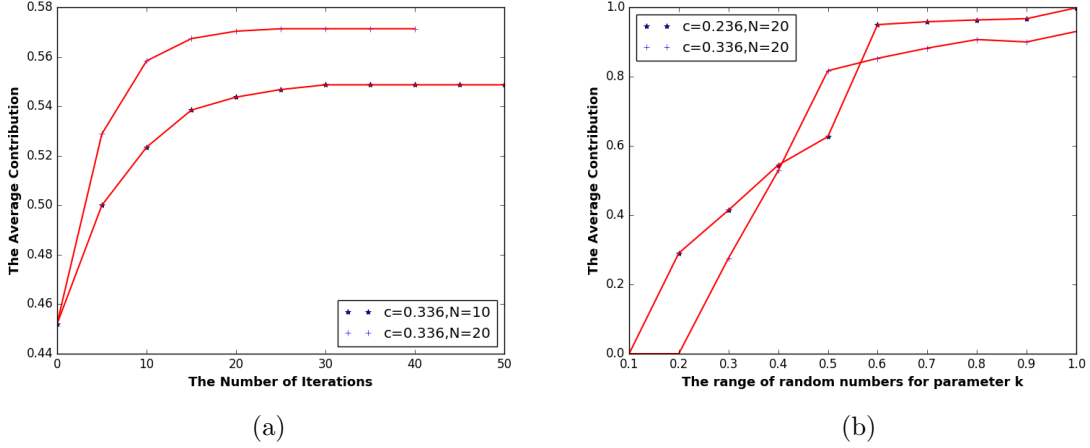 0.58
0.56
0.54
0.52
0.50
0.48
0.46
0.44
The Average Contribution
0 10 20 30 40 50
The Number of Iterations
c=0.336,N=10
c=0.336,N=20
(a)
1.0
0.8
0.6
0.4
0.2
0.0
The Average Contribution
0.1 0.2 0.3 0.4 0.5 0.6 0.7 0.8 0.9 1.0
The range of random numbers for parameter k
c=0.236,N=20
c=0.336,N=20
(b)